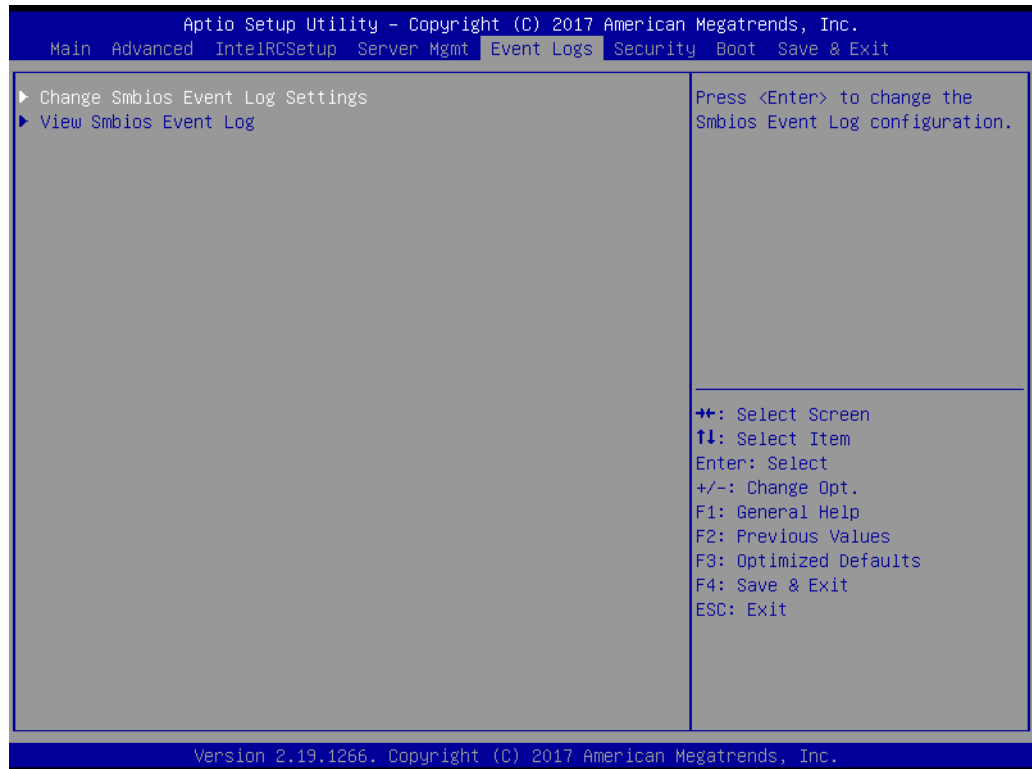 Aptio Setup Utility – Copyright (C) 2017 American Megatrends, Inc.
Main Advanced IntelRCSetup Server Mgmt Event Logs Security Boot Save & Exit
▶ Change Smbios Event Log Settings
▶ View Smbios Event Log
Press <Enter> to change the
Smbios Event Log configuration.
→←: Select Screen
↑↓: Select Item
Enter: Select
+/-: Change Opt.
F1: General Help
F2: Previous Values
F3: Optimized Defaults
F4: Save & Exit
ESC: Exit
Version 2.19.1266. Copyright (C) 2017 American Megatrends, Inc.